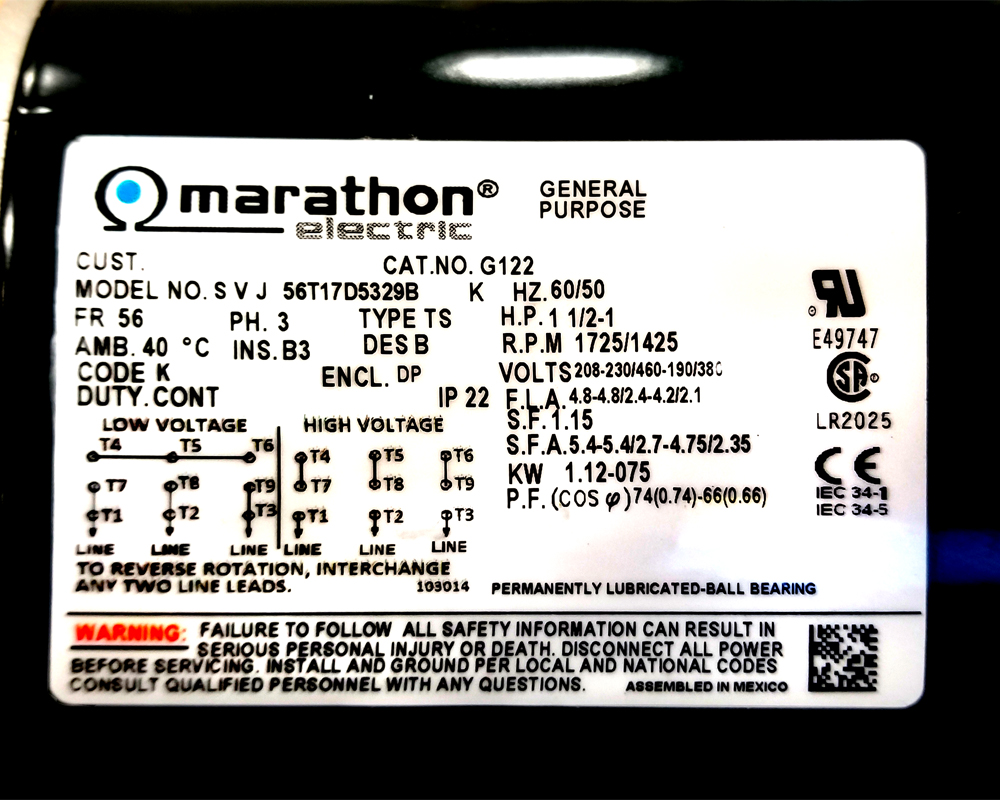 marathon® GENERAL
electric PURPOSE
CUST. CAT.NO. G122
MODEL NO. S V J 56T17D5329B K HZ. 60/50
FR 56 PH. 3 TYPE TS H.P. 1 1/2-1
AMB. 40 °C INS. B3 DES B R.P.M 1725/1425
CODE K ENCL. DP VOLTS 208-230/460-190/380
DUTY. CONT IP 22 F.L.A. 4.8-4.8/2.4-4.2/2.1
S.F. 1.15
S.F.A. 5.4-5.4/2.7-4.75/2.35
KW 1.12-075
P.F. (COS φ) 74(0.74)-66(0.66)
LOW VOLTAGE HIGH VOLTAGE
T4 T5 T6 T4 T5 T6
T7 T8 T9 T7 T8 T9
T1 T2 T3 T1 T2 T3
LINE LINE LINE LINE LINE LINE
TO REVERSE ROTATION, INTERCHANGE
ANY TWO LINE LEADS. 103014 PERMANENTLY LUBRICATED-BALL BEARING
RU
E49747
SA®
LR2025
CE
IEC 34-1
IEC 34-5
WARNING: FAILURE TO FOLLOW ALL SAFETY INFORMATION CAN RESULT IN
SERIOUS PERSONAL INJURY OR DEATH. DISCONNECT ALL POWER
BEFORE SERVICING. INSTALL AND GROUND PER LOCAL AND NATIONAL CODES
CONSULT QUALIFIED PERSONNEL WITH ANY QUESTIONS. ASSEMBLED IN MEXICO